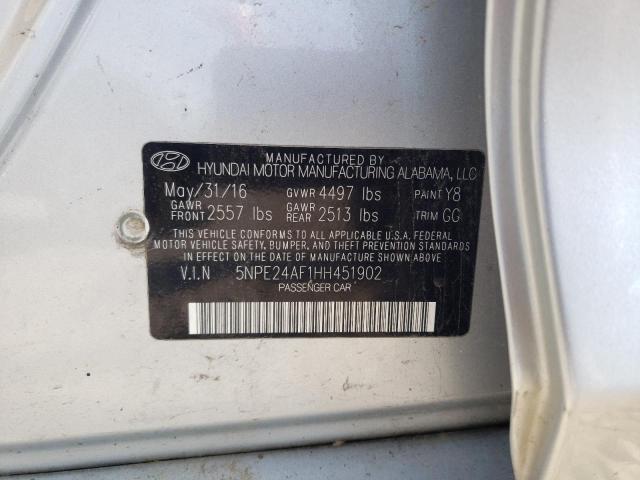 MANUFACTURED BY
HYUNDAI MOTOR MANUFACTURING ALABAMA, LLC
May/31/16 GVWR 4497 lbs PAINT Y8
GAWR FRONT 2557 lbs GAWR REAR 2513 lbs TRIM GG
THIS VEHICLE CONFORMS TO ALL APPLICABLE U.S.A. FEDERAL
MOTOR VEHICLE SAFETY, BUMPER, AND THEFT PREVENTION STANDARDS
IN EFFECT ON THE DATE OF MANUFACTURE SHOWN ABOVE
V.I.N 5NPE24AF1HH451902
PASSENGER CAR